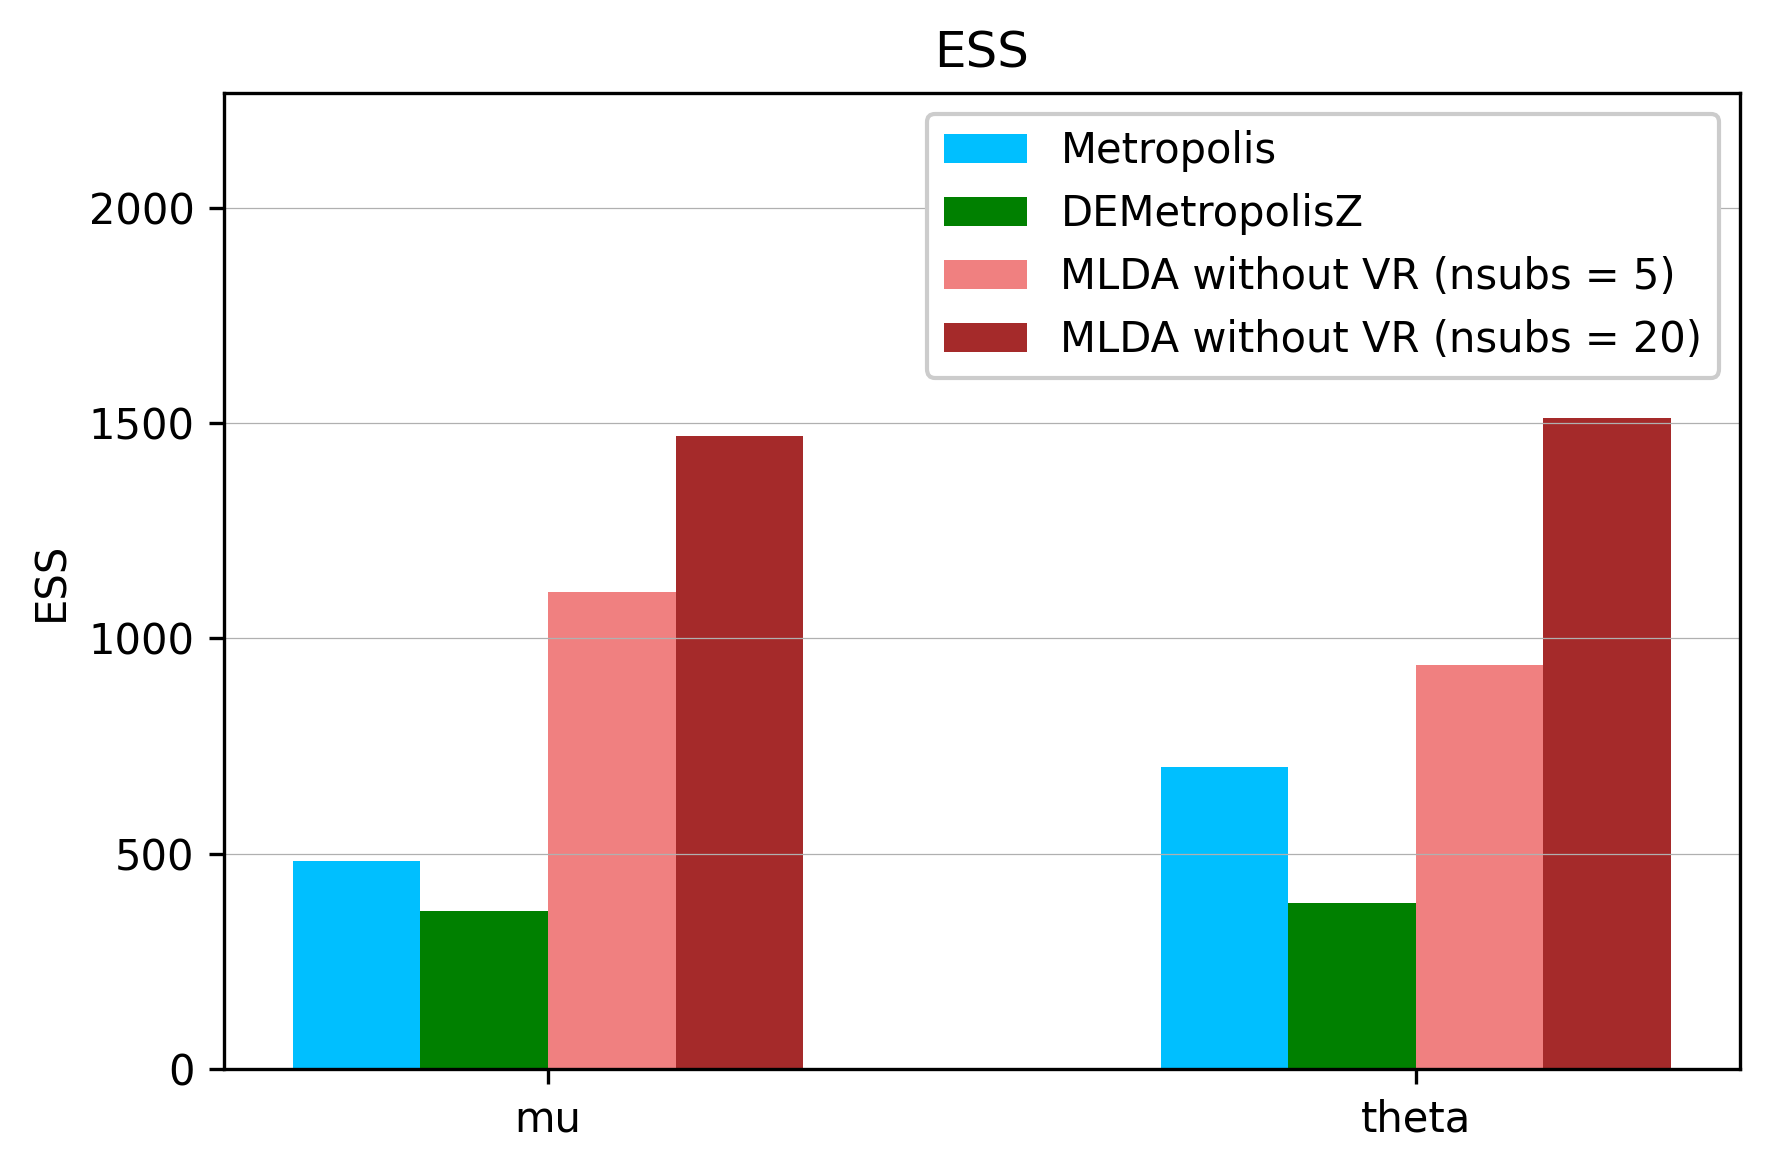 ESS
Metropolis
DEMetropolisZ
MLDA without VR (nsubs = 5)
MLDA without VR (nsubs = 20)
2000
1500
1000
500
0
ESS
mu
theta